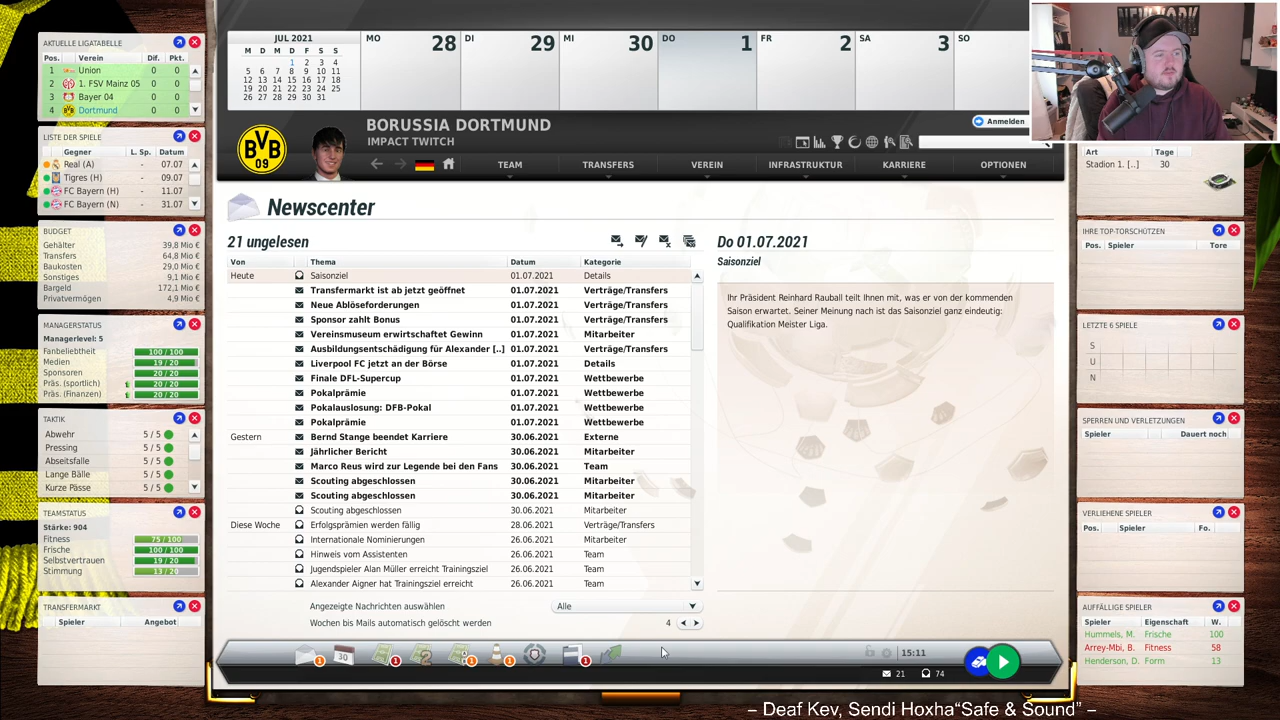 AKTUELLE LIGATABELLE
Pos. Verein Dif. Pkt.
1 Union 0 0
2 1. FSV Mainz 05 0 0
3 Bayer 04 0 0
4 Dortmund 0 0
LISTE DER SPIELE
Gegner L. Sp. Datum
Real (A) - 07.07
Tigres (H) - 09.07
FC Bayern (H) - 11.07
FC Bayern (N) - 31.07
BUDGET
Gehälter 39,8 Mio €
Transfers 64,8 Mio €
Baukosten 29,0 Mio €
Sonstiges 9,1 Mio €
Bargeld 172,1 Mio €
Privatvermögen 4,9 Mio €
MANAGERSTATUS
Managerlevel: 5
Fanbeliebtheit 100 / 100
Medien 19 / 20
Sponsoren 20 / 20
Präs. (sportlich) 20 / 20
Präs. (Finanzen) 20 / 20
TAKTIK
Abwehr 5 / 5
Pressing 5 / 5
Abseitsfalle 5 / 5
Lange Bälle 5 / 5
Kurze Pässe 5 / 5
TEAMSTATUS
Stärke: 904
Fitness 75 / 100
Frische 100 / 100
Selbstvertrauen 19 / 20
Stimmung 13 / 20
TRANSFERMARKT
Spieler Angebot
JUL 2021
M D M D F S S
1 2 3 4
5 6 7 8 9 10 11
12 13 14 15 16 17 18
19 20 21 22 23 24 25
26 27 28 29 30 31
MO 28 DI 29 MI 30 DO 1 FR 2 SA 3 SO
BVB 09
BORUSSIA DORTMUND
IMPACT TWITCH
Anmelden
TEAM TRANSFERS VEREIN INFRASTRUKTUR KARRIERE OPTIONEN
Newscenter
21 ungelesen
Von Thema Datum Kategorie
Heute Saisonziel 01.07.2021 Details
Transfermarkt ist ab jetzt geöffnet 01.07.2021 Verträge/Transfers
Neue Ablöseforderungen 01.07.2021 Verträge/Transfers
Sponsor zahlt Bonus 01.07.2021 Verträge/Transfers
Vereinsmuseum erwirtschaftet Gewinn 01.07.2021 Mitarbeiter
Ausbildungsentschädigung für Alexander [..] 01.07.2021 Verträge/Transfers
Liverpool FC jetzt an der Börse 01.07.2021 Details
Finale DFL-Supercup 01.07.2021 Wettbewerbe
Pokalprämie 01.07.2021 Wettbewerbe
Pokalauslosung: DFB-Pokal 01.07.2021 Wettbewerbe
Pokalprämie 01.07.2021 Wettbewerbe
Gestern Bernd Stange beendet Karriere 30.06.2021 Externe
Jährlicher Bericht 30.06.2021 Mitarbeiter
Marco Reus wird zur Legende bei den Fans 30.06.2021 Team
Scouting abgeschlossen 30.06.2021 Mitarbeiter
Scouting abgeschlossen 30.06.2021 Mitarbeiter
Scouting abgeschlossen 30.06.2021 Mitarbeiter
Diese Woche Erfolgsprämien werden fällig 28.06.2021 Verträge/Transfers
Internationale Nominierungen 26.06.2021 Mitarbeiter
Hinweis vom Assistenten 26.06.2021 Team
Jugendspieler Alan Müller erreicht Trainingsziel 26.06.2021 Team
Alexander Aigner hat Trainingsziel erreicht 26.06.2021 Team
Angezeigte Nachrichten auswählen Alle
Wochen bis Mails automatisch gelöscht werden 4
Do 01.07.2021
Saisonziel
Ihr Präsident Reinhard Rauball teilt Ihnen mit, was er von der kommenden
Saison erwartet. Seiner Meinung nach ist das Saisonziel ganz eindeutig:
Qualifikation Meister Liga.
15:11
21 74
Art Tage
Stadion 1. [..] 30
IHRE TOP-TORSCHÜTZEN
Pos. Spieler Tore
LETZTE 6 SPIELE
S
U
N
SPERREN UND VERLETZUNGEN
Spieler Dauert noch
VERLIEHENE SPIELER
Pos. Spieler Fo.
AUFFÄLLIGE SPIELER
Spieler Eigenschaft W.
Hummels, M. Frische 100
Arrey-Mbi, B. Fitness 58
Henderson, D. Form 13
– Deaf Kev, Sendi Hoxha“Safe & Sound” –